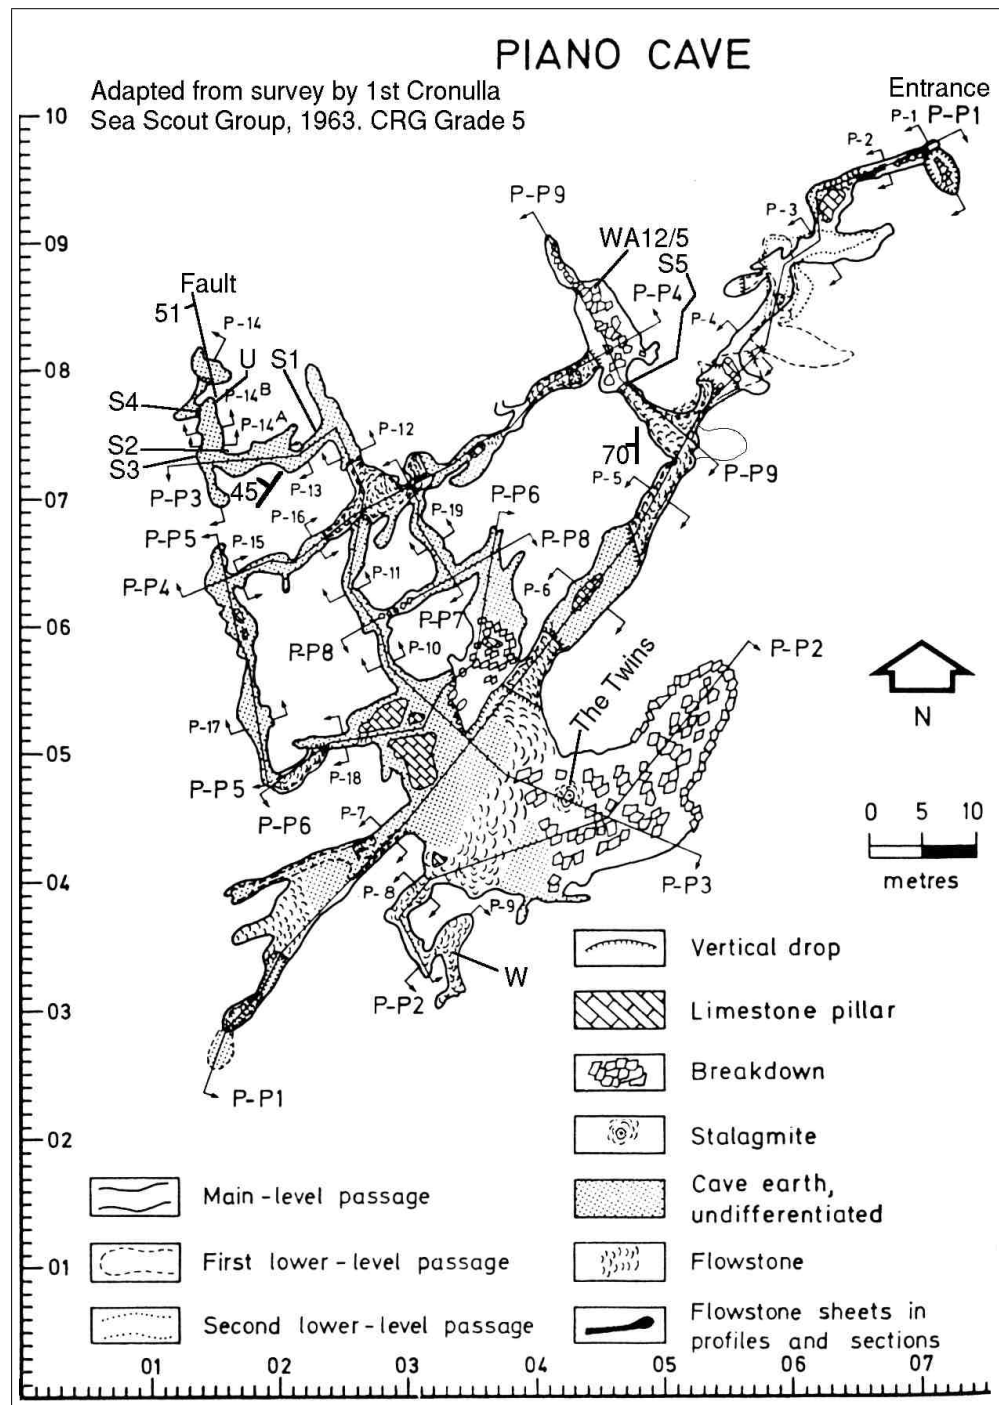 PIANO CAVE
Adapted from survey by 1st Cronulla
Sea Scout Group, 1963. CRG Grade 5
Entrance
P-1 P-P1
P-2
P-P9
P-3
WA12/5
S5
P-P4
P-4
Fault
51
P-14
U S1
S4
P-14B
P-14A
P-12
S2
S3
70
P-P9
P-P3
45
P-13
P-5
P-P6
P-16
P-19
P-P5
P-15
P-P8
P-P4
P-11
P-6
P-P7
P-P8
P-10
P-P2
The Twins
N
P-17
P-18
P-P5
P-P6
P-7
0 5 10
metres
P-P3
P-8
P-9
W
P-P2
P-P1
Vertical drop
Limestone pillar
Breakdown
Stalagmite
Cave earth,
undifferentiated
Flowstone
Flowstone sheets in
profiles and sections
Main-level passage
First lower-level passage
Second lower-level passage
10
09
08
07
06
05
04
03
02
01
01 02 03 04 05 06 07